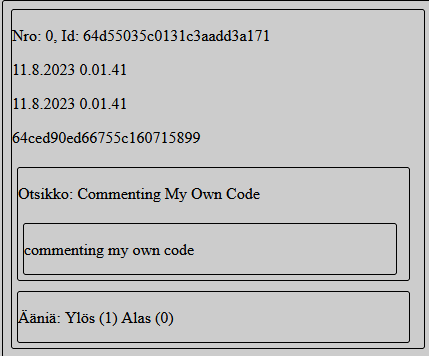 Nro: 0, Id: 64d55035c0131c3aadd3a171
11.8.2023 0.01.41
11.8.2023 0.01.41
64ced90ed66755c160715899
Otsikko: Commenting My Own Code
commenting my own code
Ääniä: Ylös (1) Alas (0)